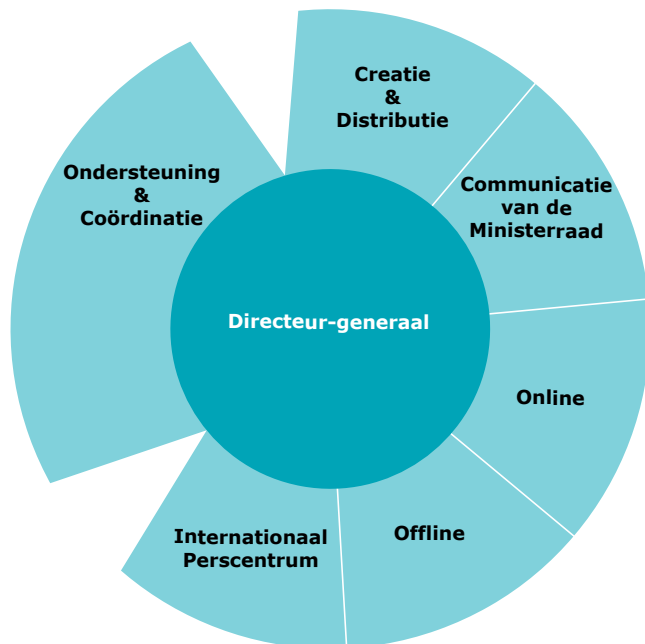 Creatie
&
Distributie
Ondersteuning
&
Coördinatie
Communicatie
van de
Ministerraad
Directeur-generaal
Online
Offline
Internationaal
Perscentrum